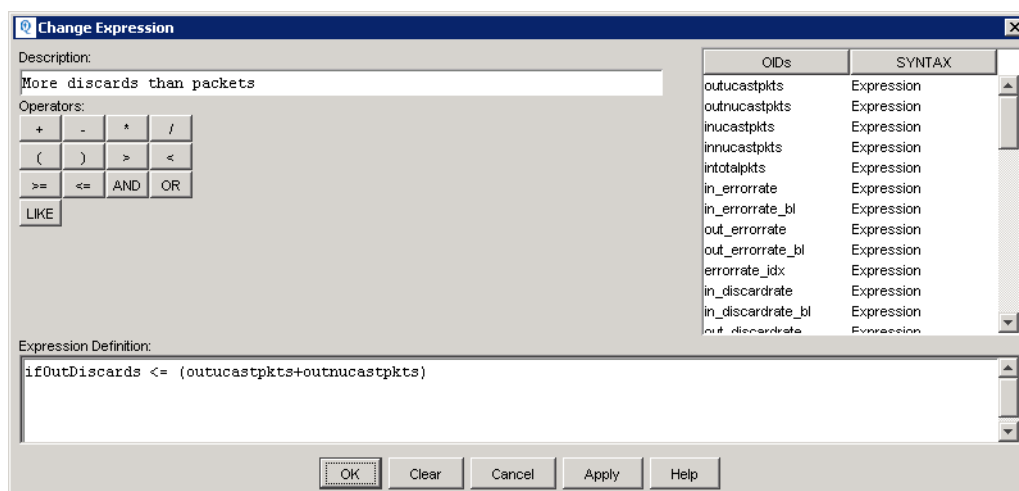 Change Expression
Description:
More discards than packets
Operators:
+ - * /
( ) > <
>= <= AND OR
LIKE
OIDs SYNTAX
outucastpkts Expression
outnucastpkts Expression
inucastpkts Expression
innucastpkts Expression
intotalpkts Expression
in_errorrate Expression
in_errorrate_bl Expression
out_errorrate Expression
out_errorrate_bl Expression
errorrate_idx Expression
in_discardrate Expression
in_discardrate_bl Expression
out_discardrate Expression
Expression Definition:
ifOutDiscards <= (outucastpkts+outnucastpkts)
OK Clear Cancel Apply Help